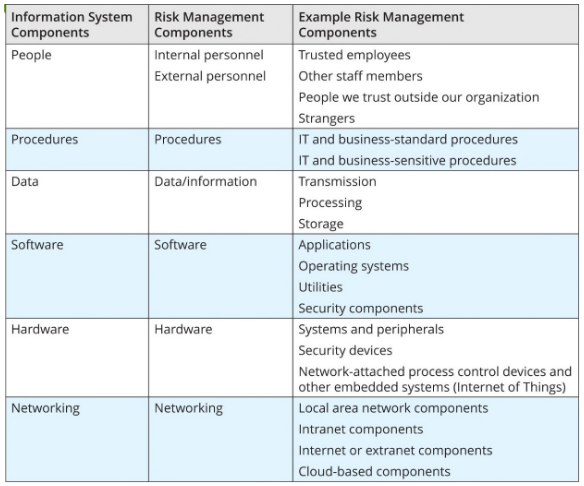 Information System Components
Risk Management Components
Example Risk Management Components
People
Internal personnel
External personnel
Trusted employees
Other staff members
People we trust outside our organization
Strangers
Procedures
Procedures
IT and business-standard procedures
IT and business-sensitive procedures
Data
Data/information
Transmission
Processing
Storage
Software
Software
Applications
Operating systems
Utilities
Security components
Hardware
Hardware
Systems and peripherals
Security devices
Network-attached process control devices and
other embedded systems (Internet of Things)
Networking
Networking
Local area network components
Intranet components
Internet or extranet components
Cloud-based components